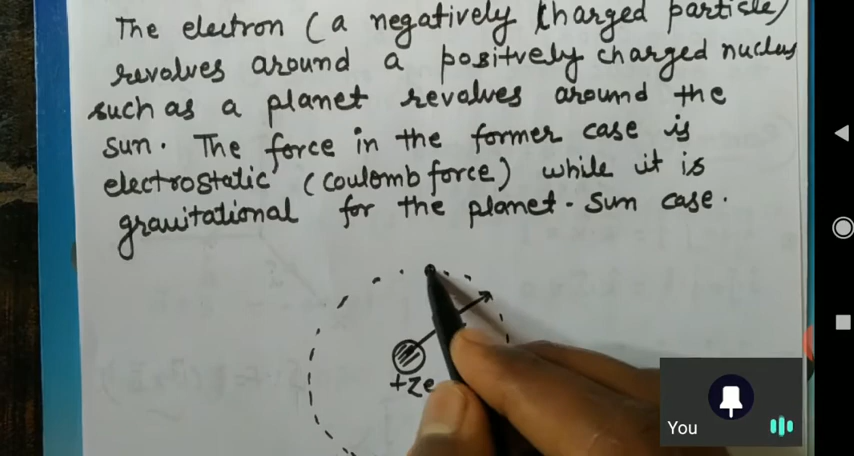 The electron (a negatively charged particle)
revolves around a positvely charged nucleus
such as a planet revolves around the
sun. The force in the former case is
electrostatic (coulomb force) while it is
gravitational for the planet-sun case.
+Ze
You